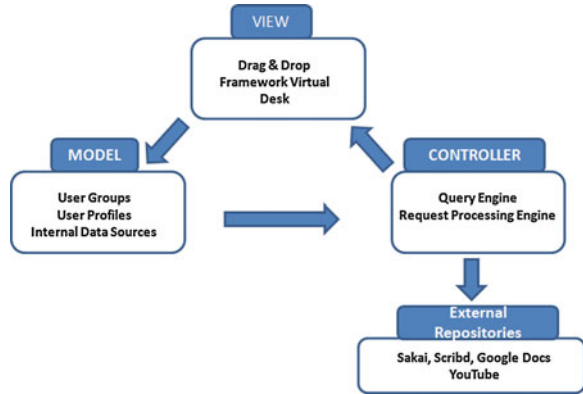 VIEW
Drag & Drop
Framework Virtual
Desk
MODEL
User Groups
User Profiles
Internal Data Sources
CONTROLLER
Query Engine
Request Processing Engine
External
Repositories
Sakai, Scribd, Google Docs
YouTube